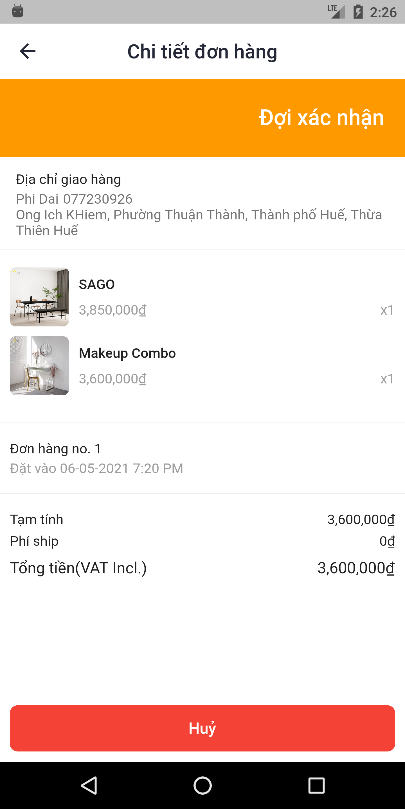 LTE 2:26
Chi tiết đơn hàng
Đợi xác nhận
Địa chỉ giao hàng
Phi Dai 077230926
Ong Ich KHiem, Phường Thuận Thành, Thành phố Huế, Thừa
Thiên Huế
SAGO
3,850,000₫ x1
Makeup Combo
3,600,000₫ x1
Đơn hàng no. 1
Đặt vào 06-05-2021 7:20 PM
Tạm tính 3,600,000₫
Phí ship 0₫
Tổng tiền(VAT Incl.) 3,600,000₫
Huỷ